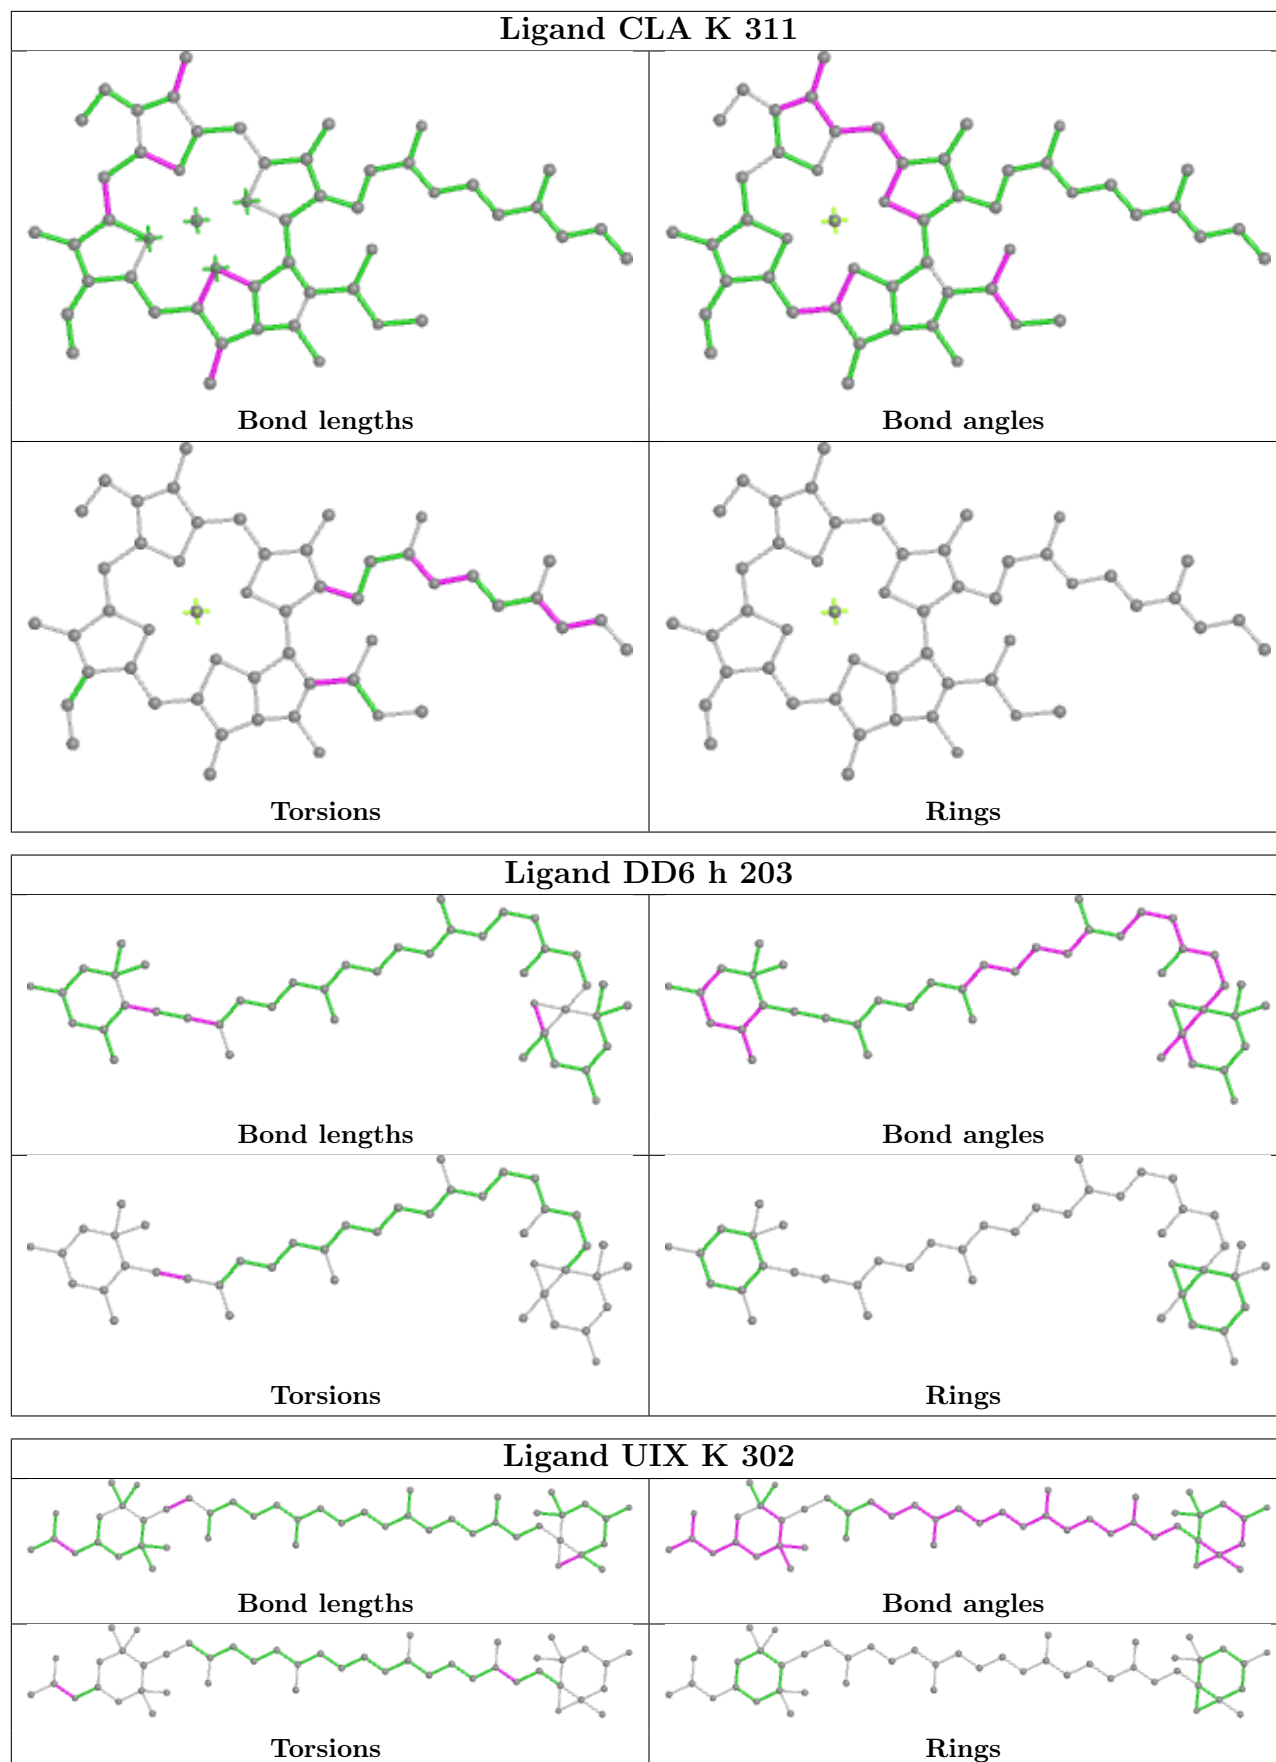 Ligand CLA K 311
Bond lengths
Bond angles
Torsions
Rings
Ligand DD6 h 203
Bond lengths
Bond angles
Torsions
Rings
Ligand UIX K 302
Bond lengths
Bond angles
Torsions
Rings